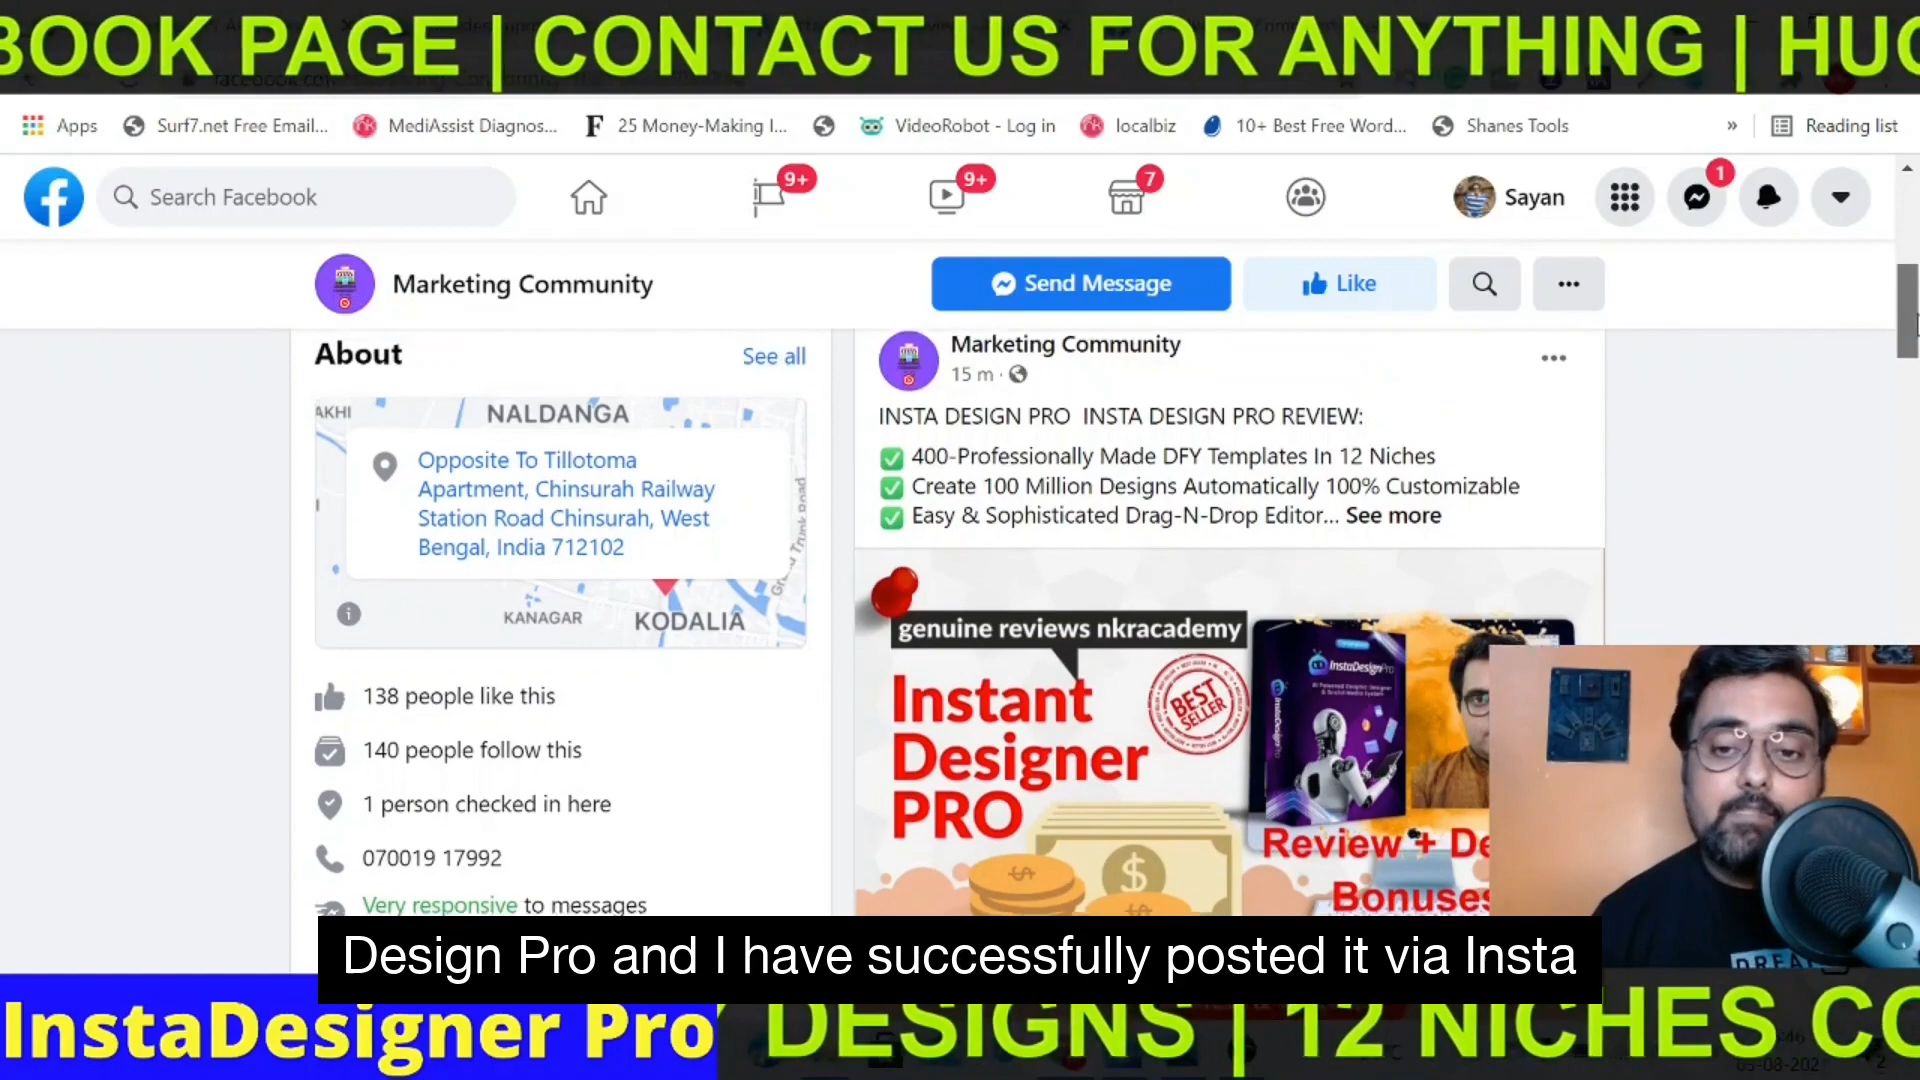 BOOK PAGE | CONTACT US FOR ANYTHING | HUG
Apps Surf7.net Free Email... MediAssist Diagnos... 25 Money-Making I... VideoRobot - Log in localbiz 10+ Best Free Word... Shanes Tools » Reading list
Search Facebook 9+ 9+ 7 Sayan 1
Marketing Community Send Message Like
About See all
AKHI NALDANGA
Opposite To Tillotoma
Apartment, Chinsurah Railway
Station Road Chinsurah, West
Bengal, India 712102
KANAGAR KODALIA
138 people like this
140 people follow this
1 person checked in here
070019 17992
Very responsive to messages
Marketing Community
15 m
INSTA DESIGN PRO INSTA DESIGN PRO REVIEW:
✅ 400-Professionally Made DFY Templates In 12 Niches
✅ Create 100 Million Designs Automatically 100% Customizable
✅ Easy & Sophisticated Drag-N-Drop Editor... See more
genuine reviews nkracademy
Instant
Designer
PRO
BEST
SELLER
InstaDesignPro
Review + De
Bonuses
Design Pro and I have successfully posted it via Insta
InstaDesigner Pro
DESIGNS | 12 NICHES CO